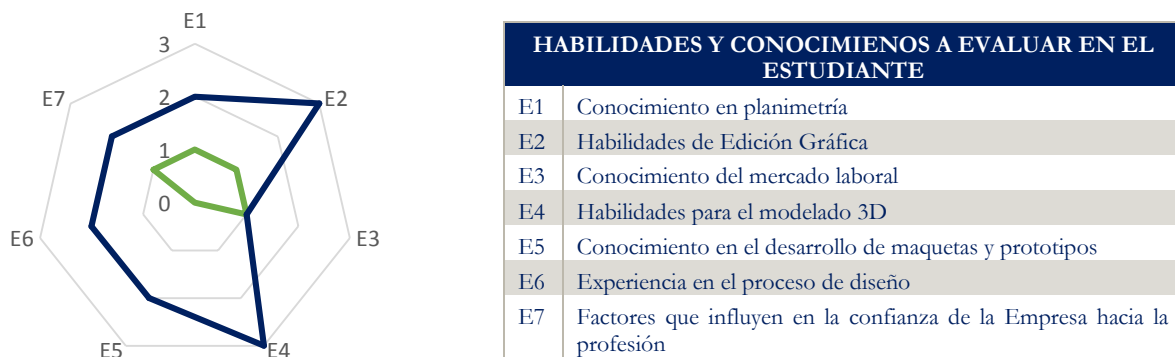 E1
3
E7
2
E2
1
0
E6
E3
E5
E4
HABILIDADES Y CONOCIMIENOS A EVALUAR EN EL
ESTUDIANTE
E1 Conocimiento en planimetría
E2 Habilidades de Edición Gráfica
E3 Conocimiento del mercado laboral
E4 Habilidades para el modelado 3D
E5 Conocimiento en el desarrollo de maquetas y prototipos
E6 Experiencia en el proceso de diseño
E7 Factores que influyen en la confianza de la Empresa hacia la
profesión